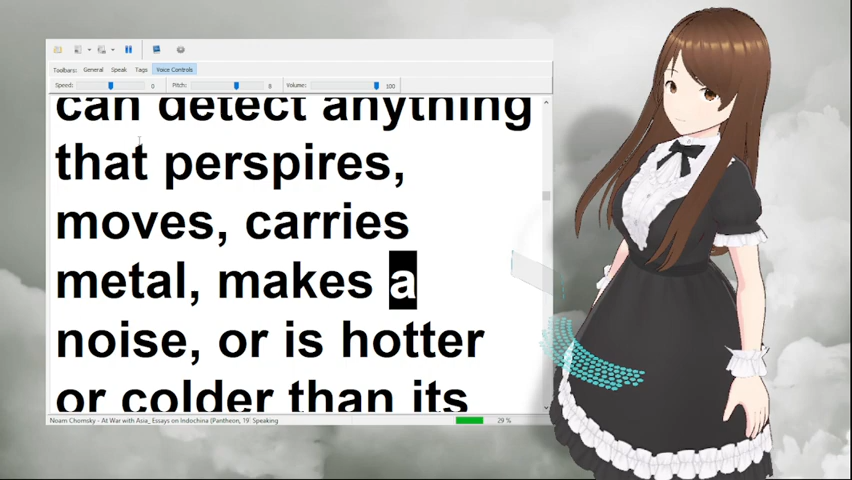 Toolbars: General Speak Tags Voice Controls
Speed: 0 Pitch: 8 Volume: 100
can detect anything
that perspires,
moves, carries
metal, makes a
noise, or is hotter
or colder than its
Noam Chomsky - At War with Asia_ Essays on Indochina (Pantheon, 19 Speaking 29 %